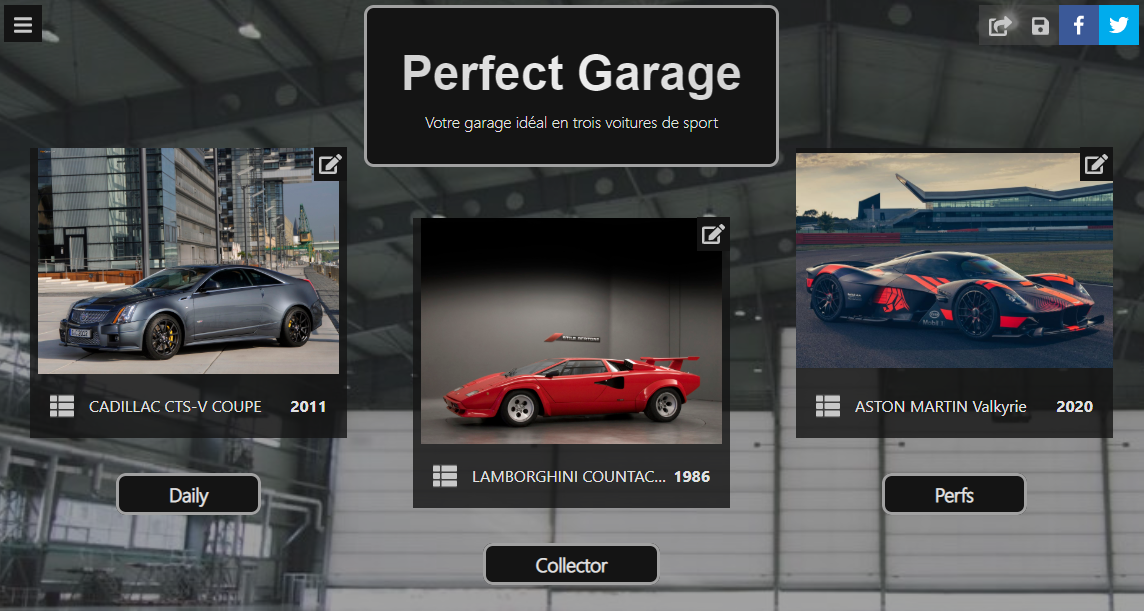 Perfect Garage
Votre garage idéal en trois voitures de sport
CADILLAC CTS-V COUPE 2011
LAMBORGHINI COUNTAC... 1986
ASTON MARTIN Valkyrie 2020
Daily
Collector
Perfs